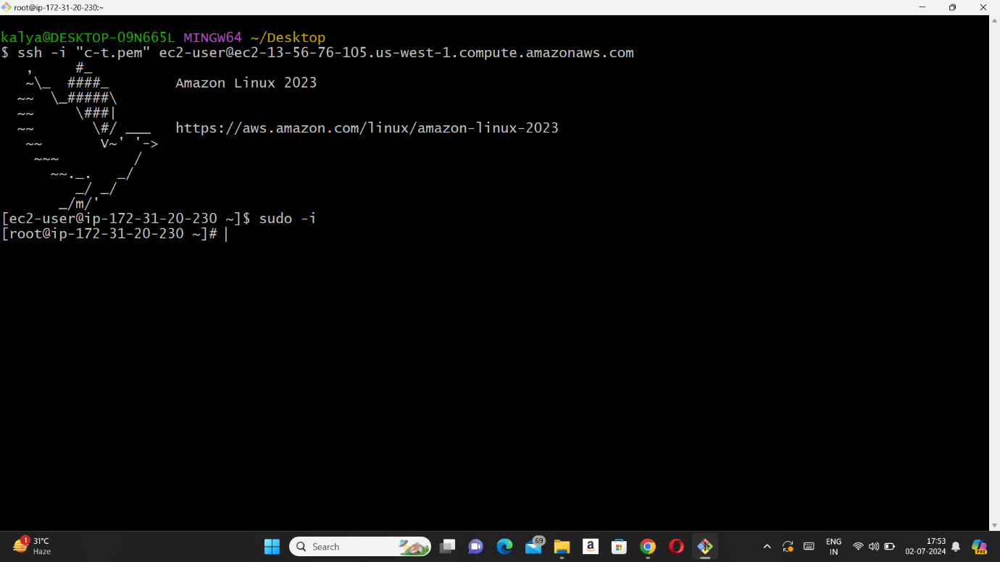 root@ip-172-31-20-230:~
kalya@DESKTOP-O9N665L MINGW64 ~/Desktop
$ ssh -i "c-t.pem" ec2-user@ec2-13-56-76-105.us-west-1.compute.amazonaws.com
   ,     #_
   ~\_  ####_        Amazon Linux 2023
  ~~  \_#####\
  ~~     \###|
  ~~       \#/ ___   https://aws.amazon.com/linux/amazon-linux-2023
   ~~       V~' '->
    ~~~         /
      ~~._.   _/
         _/ _/
       _/m/'
[ec2-user@ip-172-31-20-230 ~]$ sudo -i
[root@ip-172-31-20-230 ~]#
1
31°C
Haze
Search
69
a
ENG
IN
17:53
02-07-2024
PRE